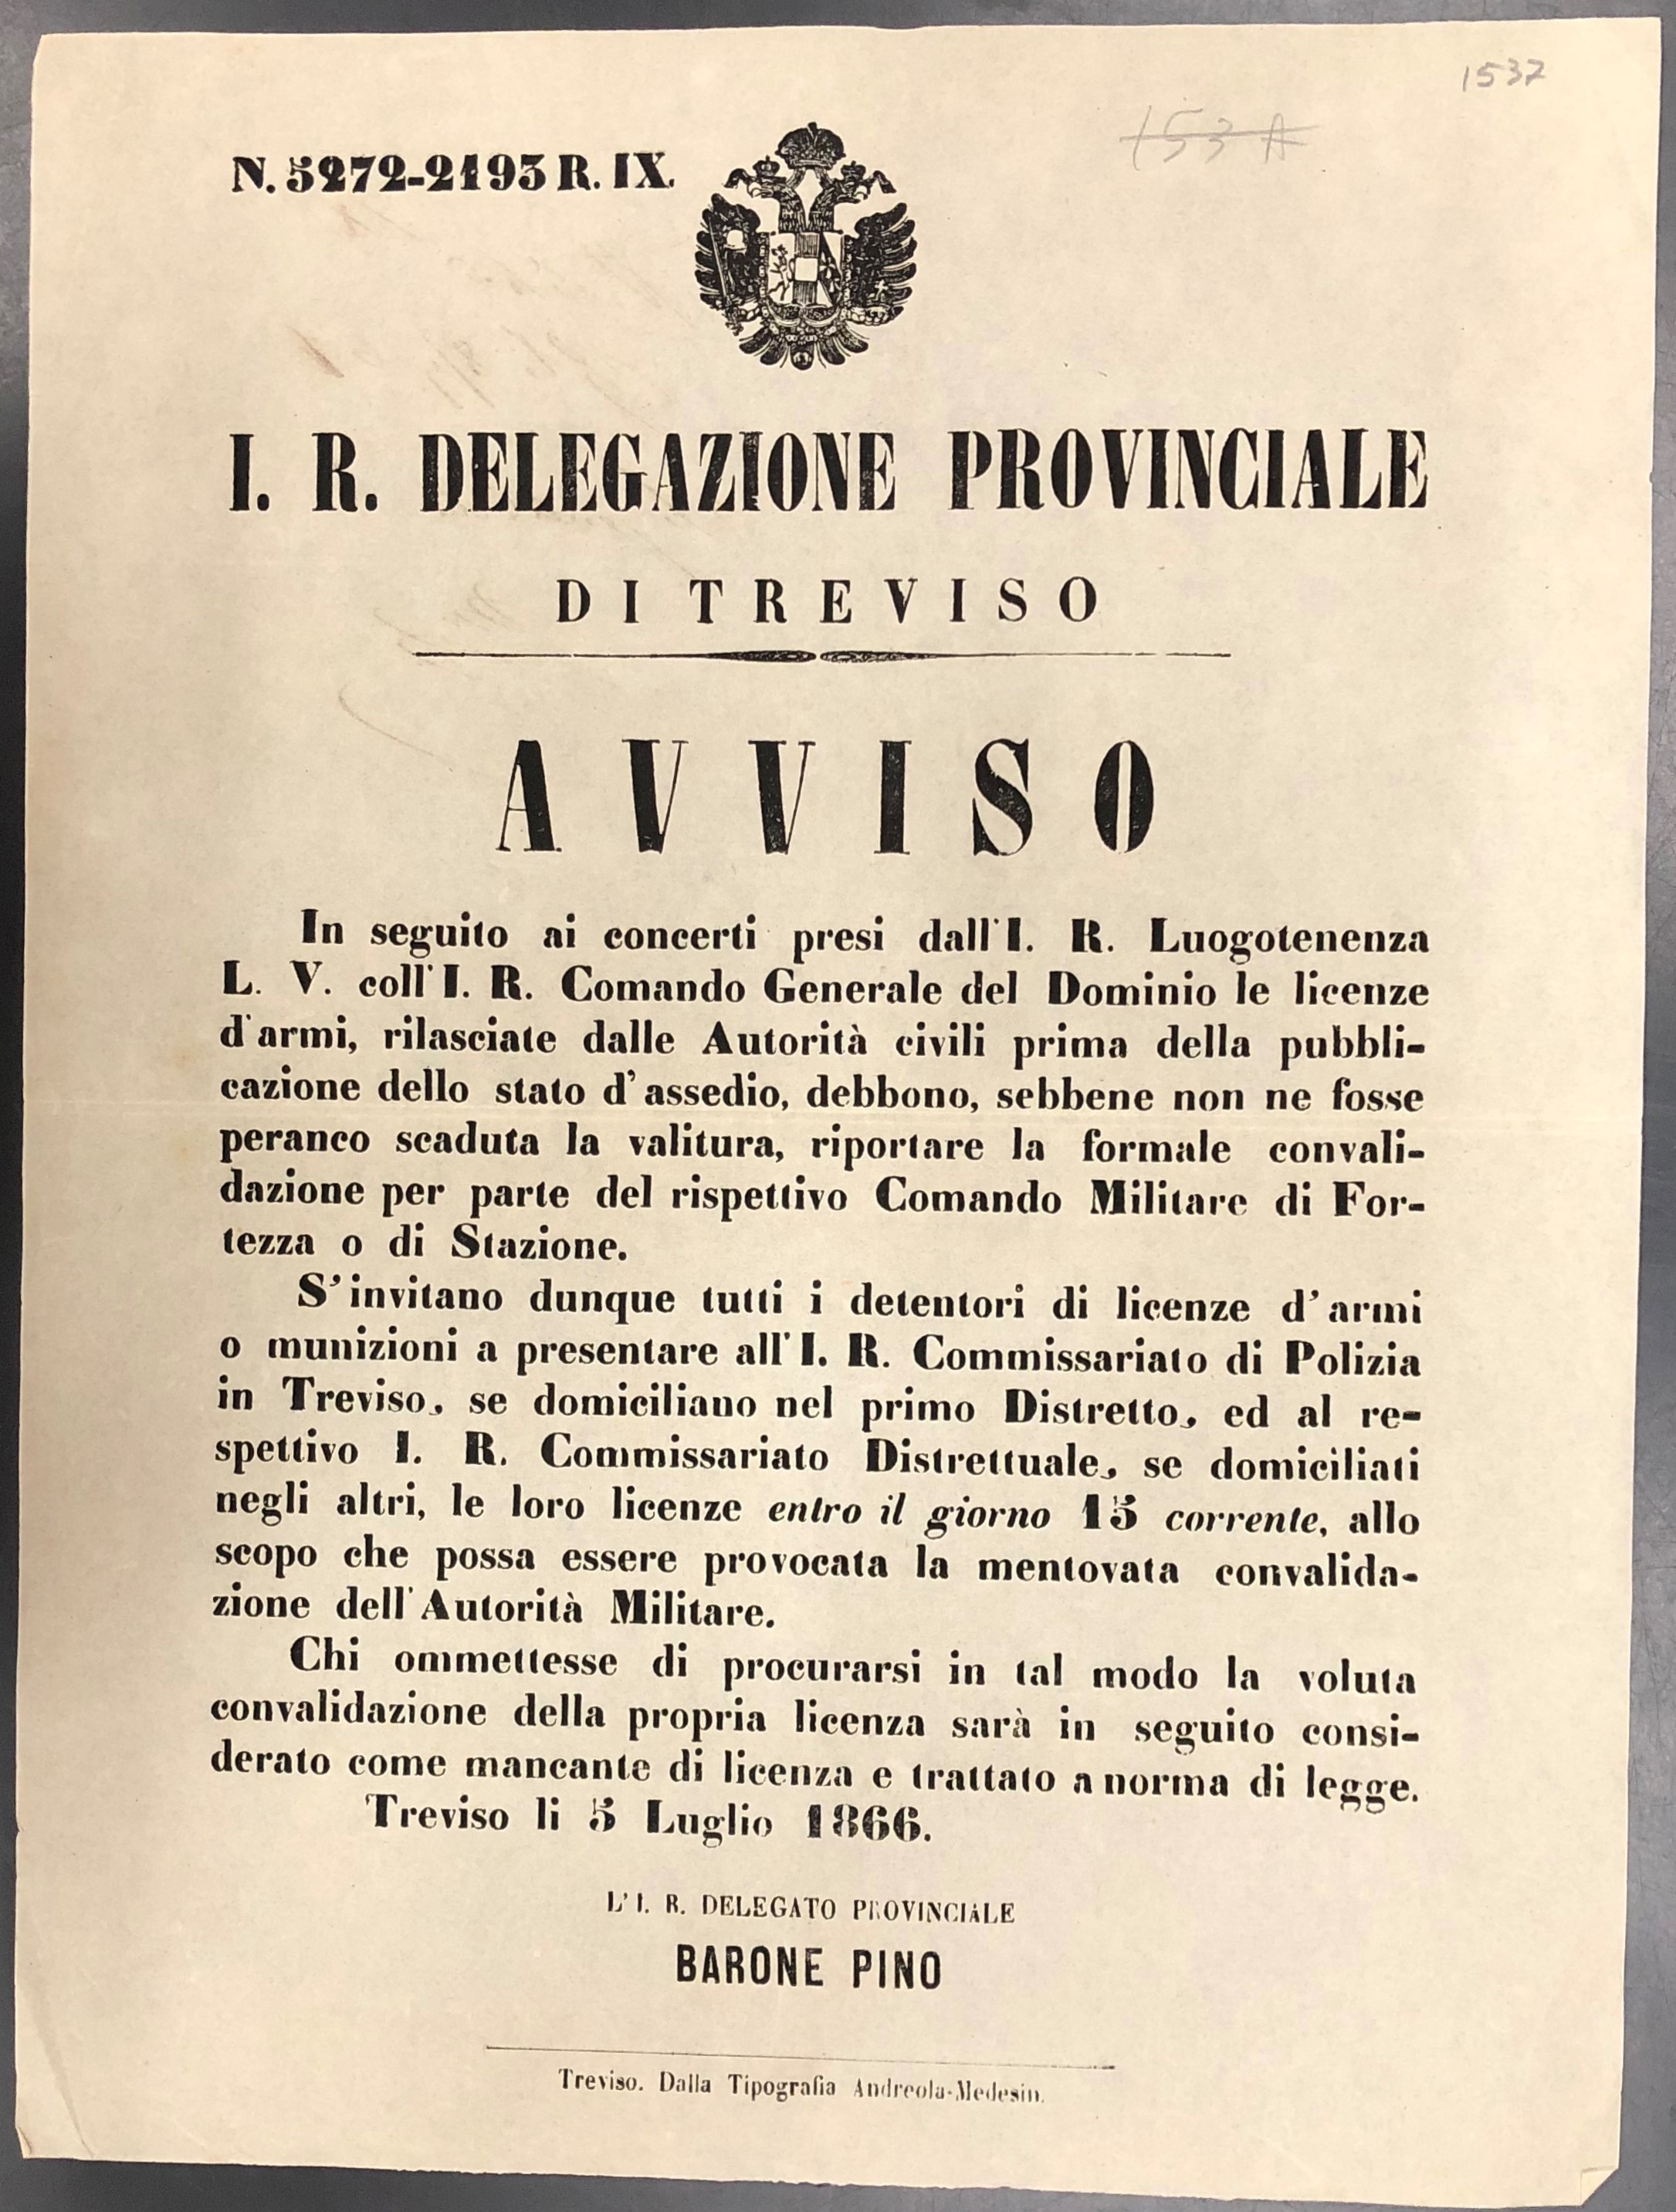 1537
153 A
N. 5272-2193 R. IX.
I. R. DELEGAZIONE PROVINCIALE
DI TREVISO
AVVISO
In seguito ai concerti presi dall'I. R. Luogotenenza
L. V. coll'I. R. Comando Generale del Dominio le licenze
d'armi, rilasciate dalle Autorità civili prima della pubbli-
cazione dello stato d'assedio, debbono, sebbene non ne fosse
peranco scaduta la valitura, riportare la formale convali-
dazione per parte del rispettivo Comando Militare di For-
tezza o di Stazione.
S'invitano dunque tutti i detentori di licenze d'armi
o munizioni a presentare all'I. R. Commissariato di Polizia
in Treviso, se domiciliano nel primo Distretto, ed al re-
spettivo I. R. Commissariato Distrettuale, se domiciliati
negli altri, le loro licenze entro il giorno 15 corrente, allo
scopo che possa essere provocata la mentovata convalida-
zione dell'Autorità Militare.
Chi ommettesse di procurarsi in tal modo la voluta
convalidazione della propria licenza sarà in seguito consi-
derato come mancante di licenza e trattato a norma di legge.
Treviso li 5 Luglio 1866.
L' I. R. DELEGATO PROVINCIALE
BARONE PINO
Treviso. Dalla Tipografia Andreola-Medesin.